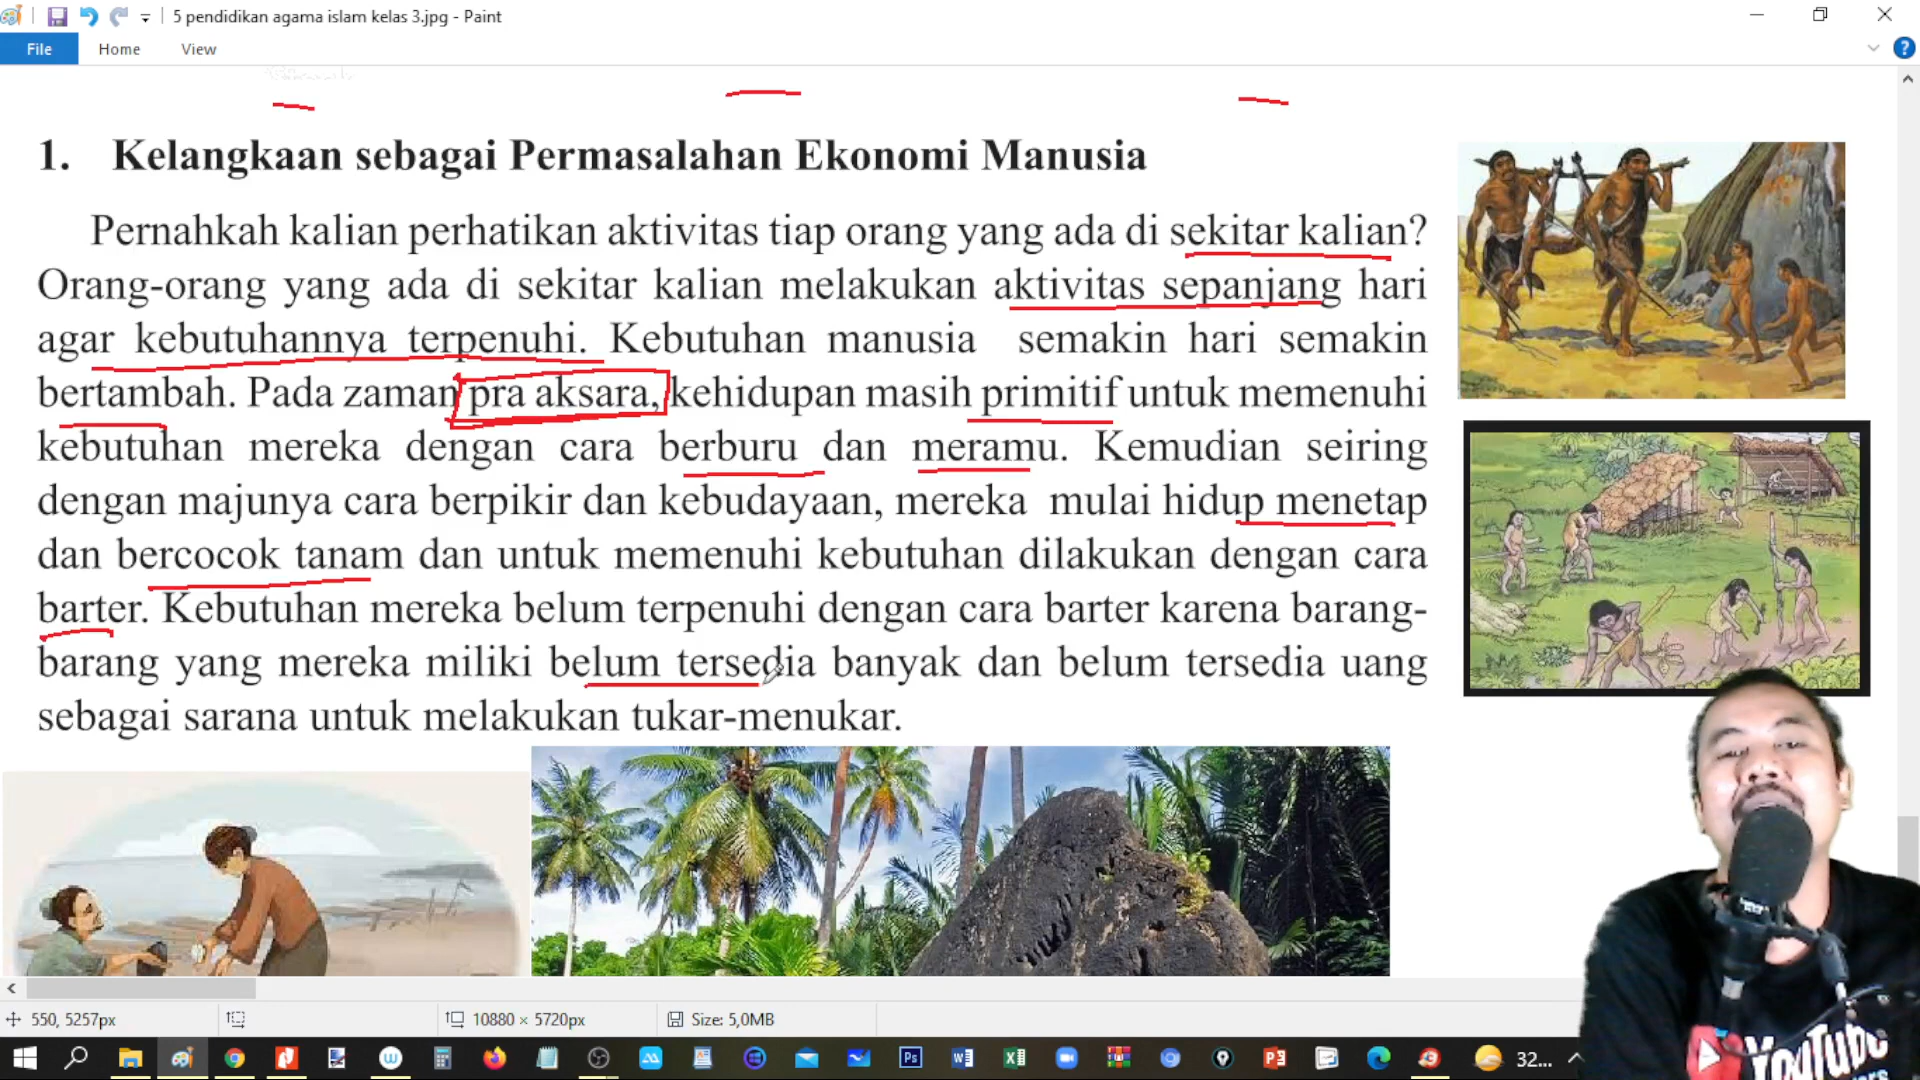 5 pendidikan agama islam kelas 3.jpg - Paint
File Home View
1. Kelangkaan sebagai Permasalahan Ekonomi Manusia
Pernahkah kalian perhatikan aktivitas tiap orang yang ada di sekitar kalian?
Orang-orang yang ada di sekitar kalian melakukan aktivitas sepanjang hari
agar kebutuhannya terpenuhi. Kebutuhan manusia semakin hari semakin
bertambah. Pada zaman pra aksara, kehidupan masih primitif untuk memenuhi
kebutuhan mereka dengan cara berburu dan meramu. Kemudian seiring
dengan majunya cara berpikir dan kebudayaan, mereka mulai hidup menetap
dan bercocok tanam dan untuk memenuhi kebutuhan dilakukan dengan cara
barter. Kebutuhan mereka belum terpenuhi dengan cara barter karena barang-
barang yang mereka miliki belum tersedia banyak dan belum tersedia uang
sebagai sarana untuk melakukan tukar-menukar.
550, 5257px
10880 × 5720px
Size: 5,0MB
32...
YouTube